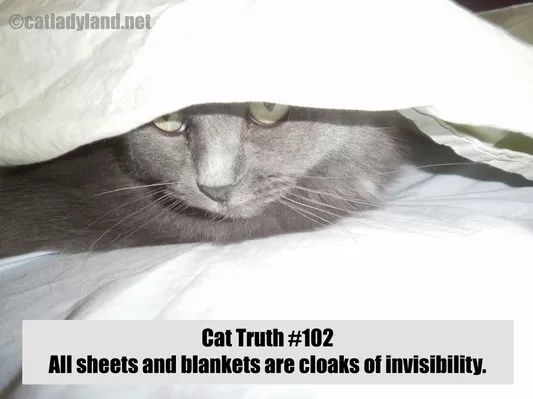 ©catladyland.net
Cat Truth #102
All sheets and blankets are cloaks of invisibility.